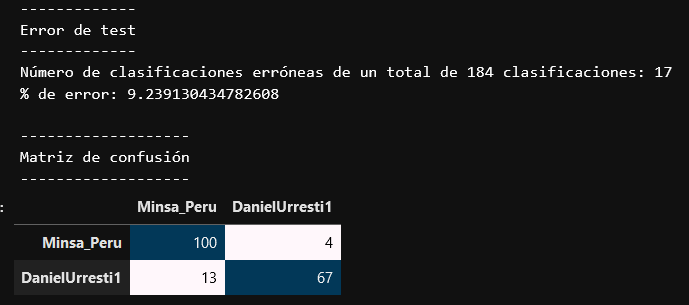 -------------
Error de test
-------------
Número de clasificaciones erróneas de un total de 184 clasificaciones: 17
% de error: 9.239130434782608
-------------------
Matriz de confusión
-------------------
:
Minsa_Peru DanielUrresti1
Minsa_Peru 100 4
DanielUrresti1 13 67